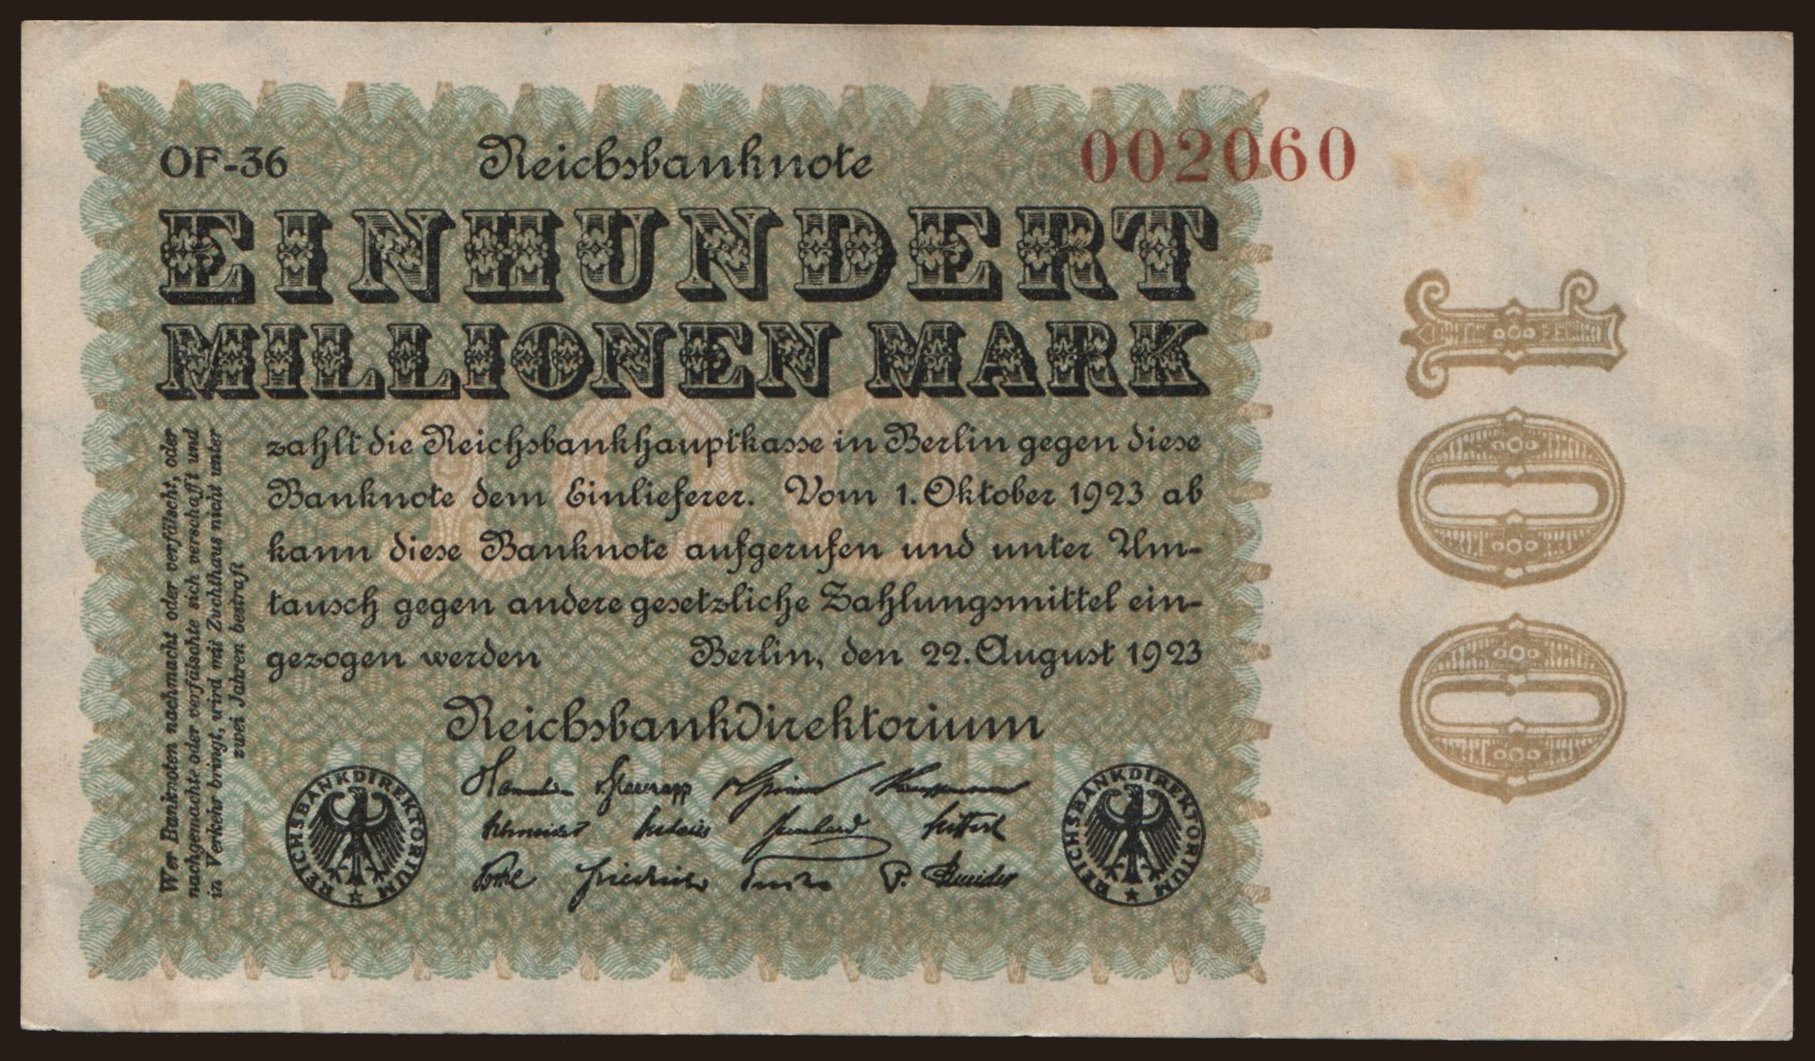 OF-36
Reichsbanknote
002060
EINHUNDERT
MILLIONEN MARK
zahlt die Reichsbankhauptkasse in Berlin gegen diese
Banknote dem Einlieferer. Vom 1. Oktober 1923 ab
kann diese Banknote aufgerufen und unter Um-
tausch gegen andere gesetzliche Zahlungsmittel ein-
gezogen werden Berlin, den 22. August 1923
Reichsbankdirektorium
REICHSBANKDIREKTORIUM
REICHSBANKDIREKTORIUM
Wer Banknoten nachmacht oder verfälscht, oder
nachgemachte oder verfälschte sich verschafft und
in Verkehr bringt, wird mit Zuchthaus nicht unter
zwei Jahren bestraft
100
100